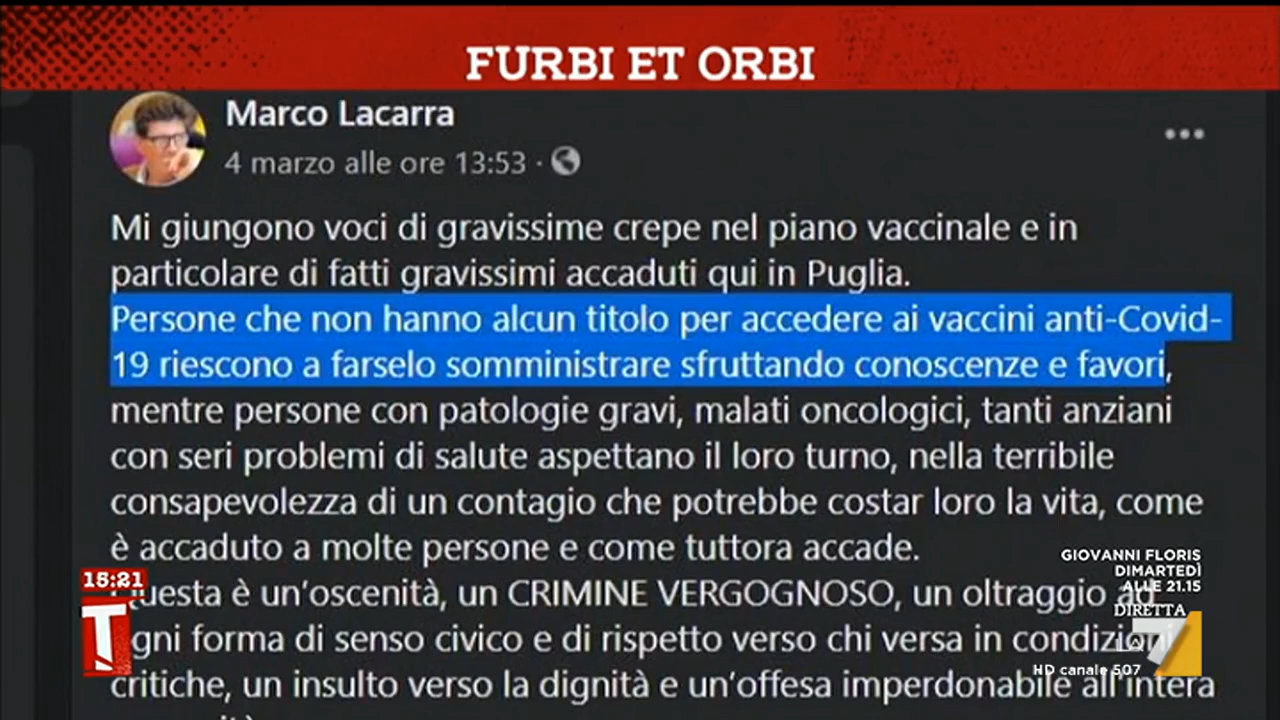 FURBI ET ORBI
Marco Lacarra
4 marzo alle ore 13:53 ·
Mi giungono voci di gravissime crepe nel piano vaccinale e in
particolare di fatti gravissimi accaduti qui in Puglia.
Persone che non hanno alcun titolo per accedere ai vaccini anti-Covid-
19 riescono a farselo somministrare sfruttando conoscenze e favori,
mentre persone con patologie gravi, malati oncologici, tanti anziani
con seri problemi di salute aspettano il loro turno, nella terribile
consapevolezza di un contagio che potrebbe costar loro la vita, come
è accaduto a molte persone e come tuttora accade.
Questa è un'oscenità, un CRIMINE VERGOGNOSO, un oltraggio ad
ogni forma di senso civico e di rispetto verso chi versa in condizioni
critiche, un insulto verso la dignità e un'offesa imperdonabile all'intera
15:21
T
GIOVANNI FLORIS
DIMARTEDÌ
ALLE 21.15
DIRETTA
LA7
HD canale 507